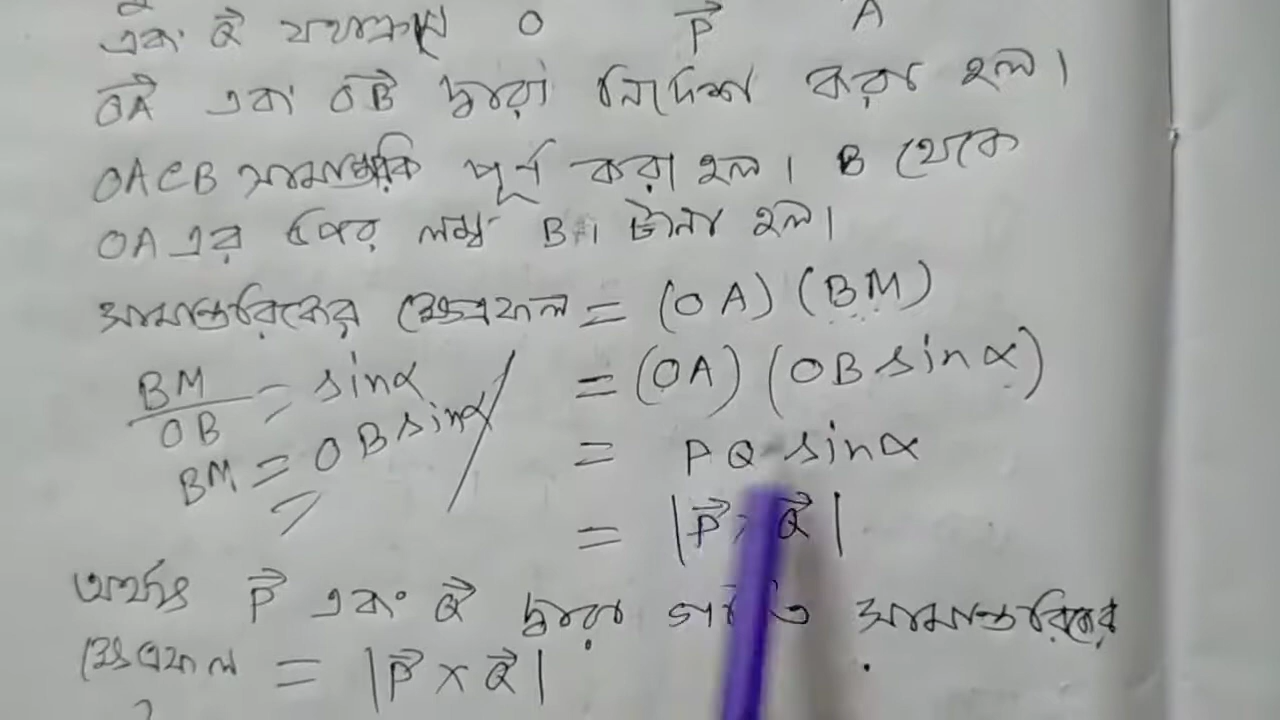 এবং Q⃗ যথাক্রমে O P⃗ A
OA⃗ এবং OB⃗ দ্বারা নির্দেশ করা হল।
OACB সামান্তরিক পূর্ণ করা হল। B থেকে
OA এর উপর লম্ব B টানা হল।
সামান্তরিকের ক্ষেত্রফল = (OA) (BM)
BM/OB = sinα
= (OA) (OB sinα)
BM = OB sinα
= PQ sinα
= |P⃗ × Q⃗|
অর্থাৎ P⃗ এবং Q⃗ দ্বারা গঠিত সামান্তরিকের
ক্ষেত্রফল = |P⃗ × Q⃗|